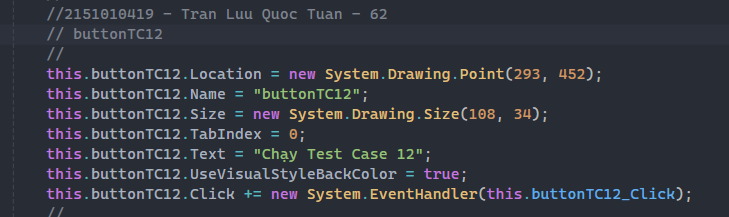 //2151010419 - Tran Luu Quoc Tuan - 62
// buttonTC12
//
this.buttonTC12.Location = new System.Drawing.Point(293, 452);
this.buttonTC12.Name = "buttonTC12";
this.buttonTC12.Size = new System.Drawing.Size(108, 34);
this.buttonTC12.TabIndex = 0;
this.buttonTC12.Text = "Chạy Test Case 12";
this.buttonTC12.UseVisualStyleBackColor = true;
this.buttonTC12.Click += new System.EventHandler(this.buttonTC12_Click);
//